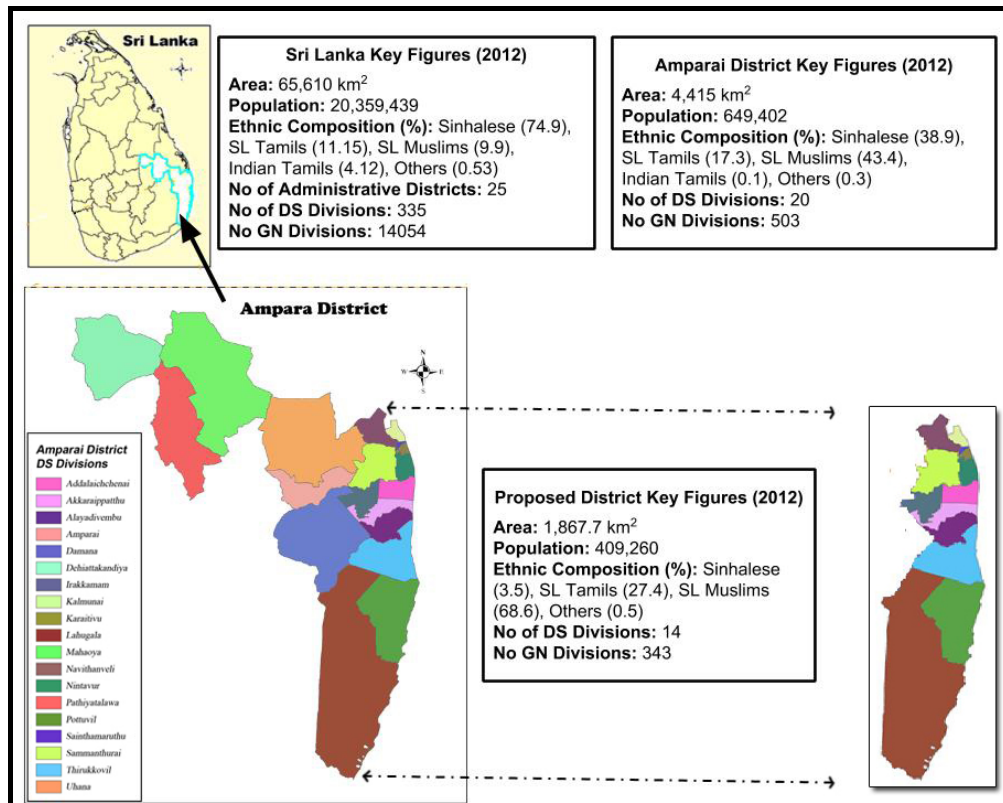 Sri Lanka
Sri Lanka Key Figures (2012)
Area: 65,610 km²
Population: 20,359,439
Ethnic Composition (%): Sinhalese (74.9),
SL Tamils (11.15), SL Muslims (9.9),
Indian Tamils (4.12), Others (0.53)
No of Administrative Districts: 25
No of DS Divisions: 335
No GN Divisions: 14054
Amparai District Key Figures (2012)
Area: 4,415 km²
Population: 649,402
Ethnic Composition (%): Sinhalese (38.9),
SL Tamils (17.3), SL Muslims (43.4),
Indian Tamils (0.1), Others (0.3)
No of DS Divisions: 20
No GN Divisions: 503
Ampara District
N
W E
S
Amparai District
DS Divisions
Addalaichchenai
Akkaraippatthu
Alayadivembu
Amparai
Damana
Dehiattakandiya
Irakkamam
Kalmunai
Karaitivu
Lahugala
Mahaoya
Navithanveli
Nintavur
Pathiyatalawa
Pottuvil
Sainthamaruthu
Sammanthurai
Thirukkovil
Uhana
Proposed District Key Figures (2012)
Area: 1,867.7 km²
Population: 409,260
Ethnic Composition (%): Sinhalese
(3.5), SL Tamils (27.4), SL Muslims
(68.6), Others (0.5)
No of DS Divisions: 14
No GN Divisions: 343